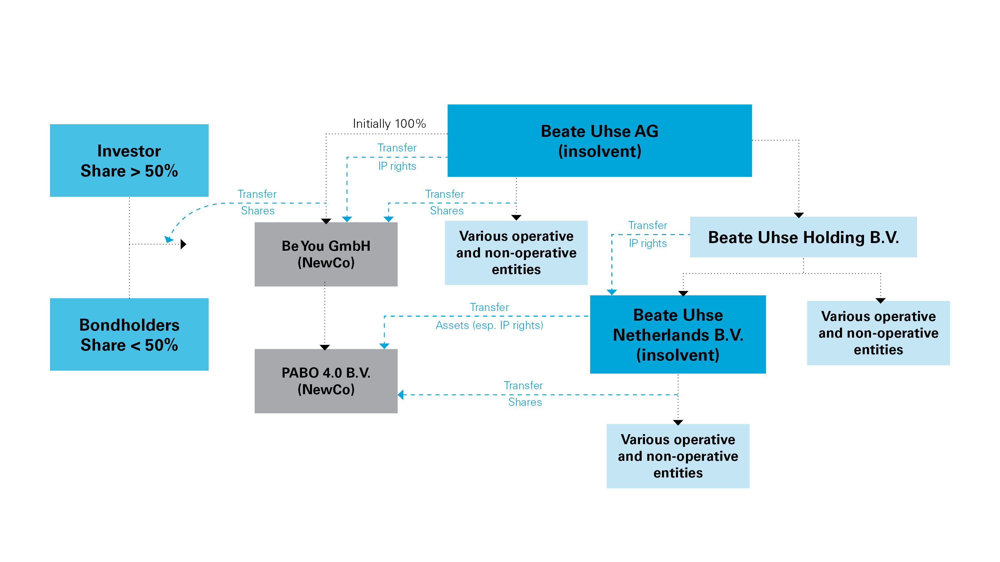 Initially 100%
Beate Uhse AG
(insolvent)
Investor
Share > 50%
Transfer
IP rights
Transfer
Shares
Transfer
Shares
Be You GmbH
(NewCo)
Various operative
and non-operative
entities
Transfer
IP rights
Beate Uhse Holding B.V.
Bondholders
Share < 50%
Transfer
Assets (esp. IP rights)
Beate Uhse
Netherlands B.V.
(insolvent)
Various operative
and non-operative
entities
PABO 4.0 B.V.
(NewCo)
Transfer
Shares
Various operative
and non-operative
entities